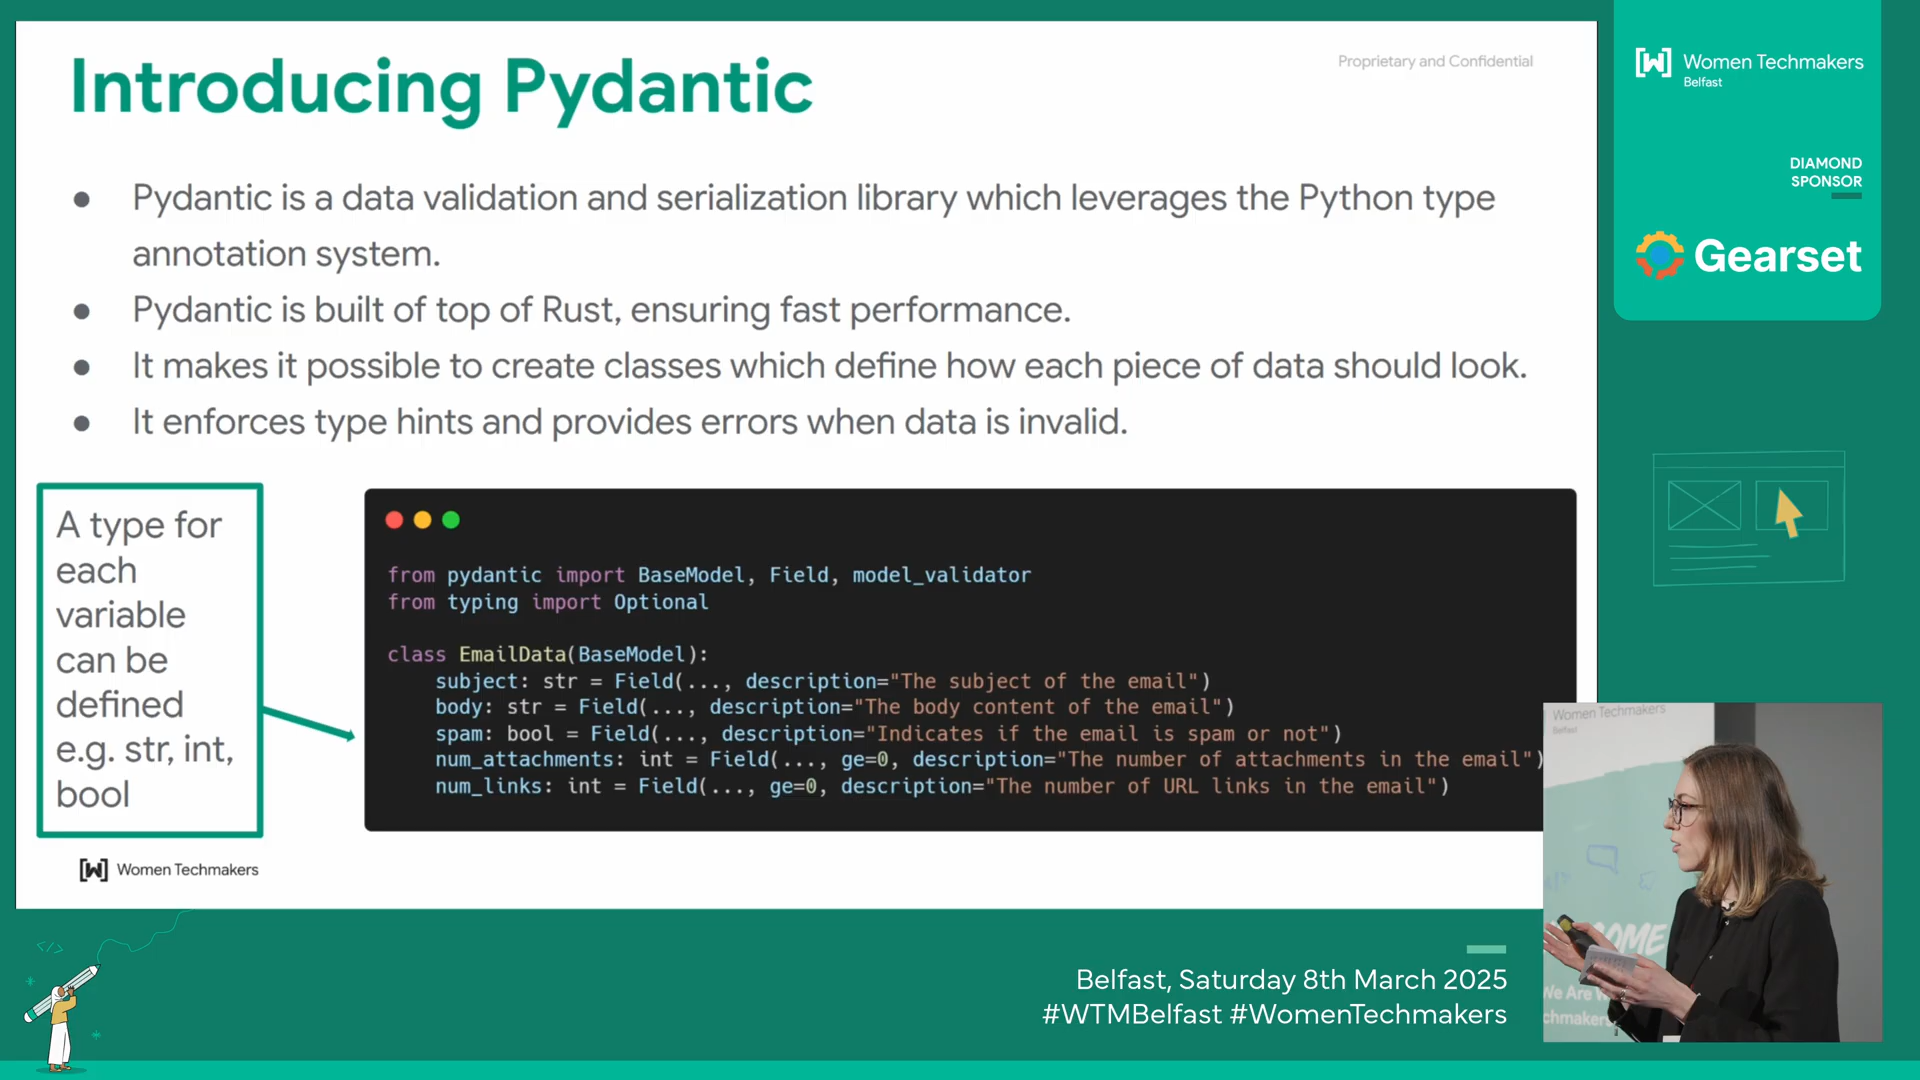 Introducing Pydantic
Proprietary and Confidential
● Pydantic is a data validation and serialization library which leverages the Python type
annotation system.
● Pydantic is built of top of Rust, ensuring fast performance.
● It makes it possible to create classes which define how each piece of data should look.
● It enforces type hints and provides errors when data is invalid.
A type for
each
variable
can be
defined
e.g. str, int,
bool
from pydantic import BaseModel, Field, model_validator
from typing import Optional
class EmailData(BaseModel):
    subject: str = Field(..., description="The subject of the email")
    body: str = Field(..., description="The body content of the email")
    spam: bool = Field(..., description="Indicates if the email is spam or not")
    num_attachments: int = Field(..., ge=0, description="The number of attachments in the email")
    num_links: int = Field(..., ge=0, description="The number of URL links in the email")
[W] Women Techmakers
[W] Women Techmakers
Belfast
DIAMOND
SPONSOR
Gearset
</>
Belfast, Saturday 8th March 2025
#WTMBelfast #WomenTechmakers
Women Techmakers
Belfast
We Are